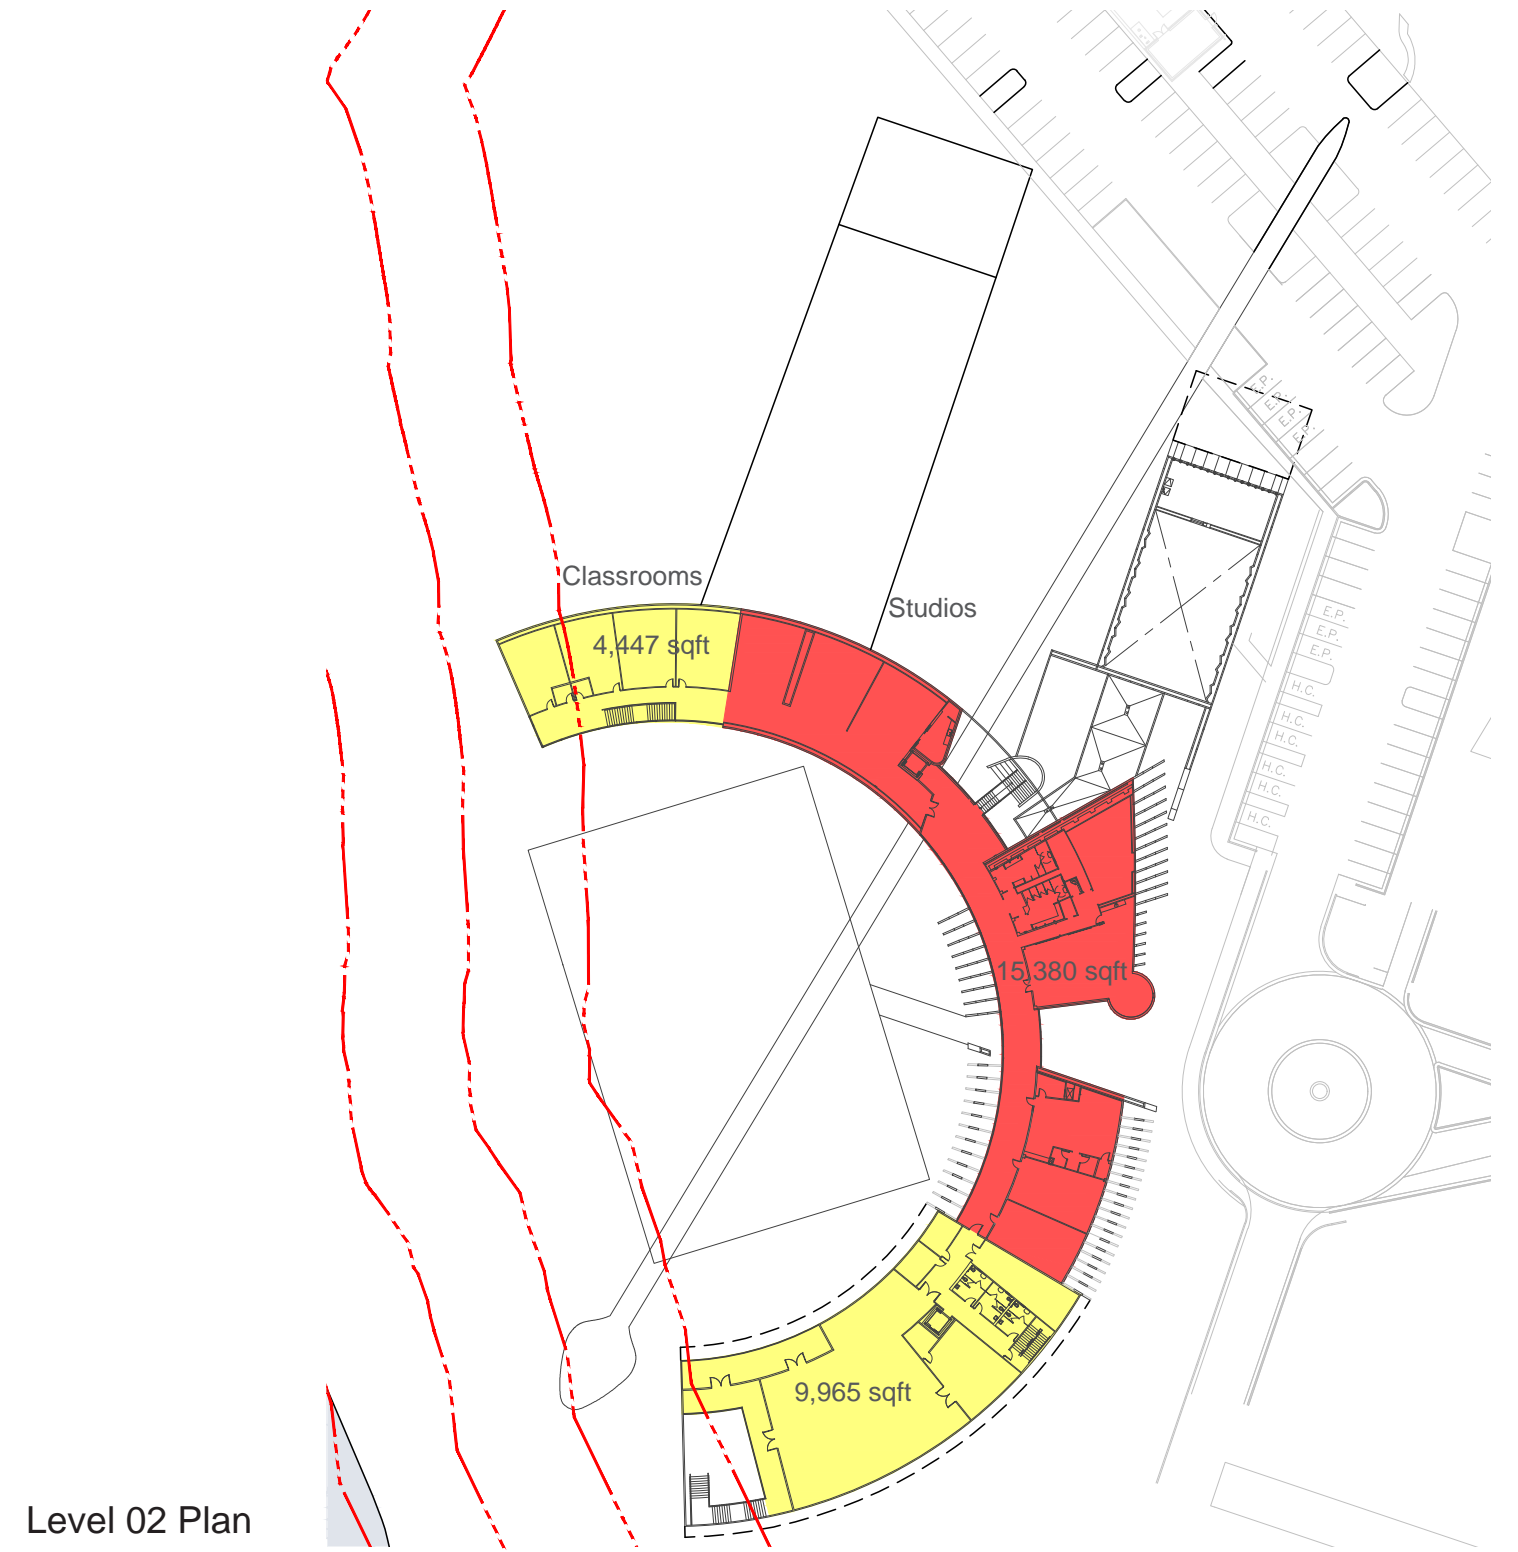 E.P.
E.P.
E.P.
E.P.
Classrooms
Studios
4,447 sqft
E.P.
E.P.
E.P.
H.C.
H.C.
H.C.
H.C.
H.C.
H.C.
15,380 sqft
9,965 sqft
Level 02 Plan